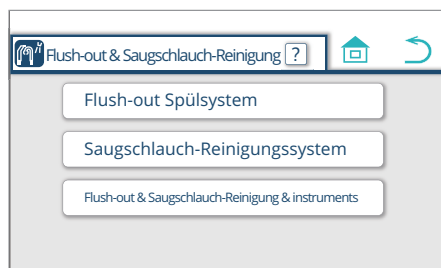 Flush-out & Saugschlauch-Reinigung ?
Flush-out Spülsystem
Saugschlauch-Reinigungssystem
Flush-out & Saugschlauch-Reinigung & instruments